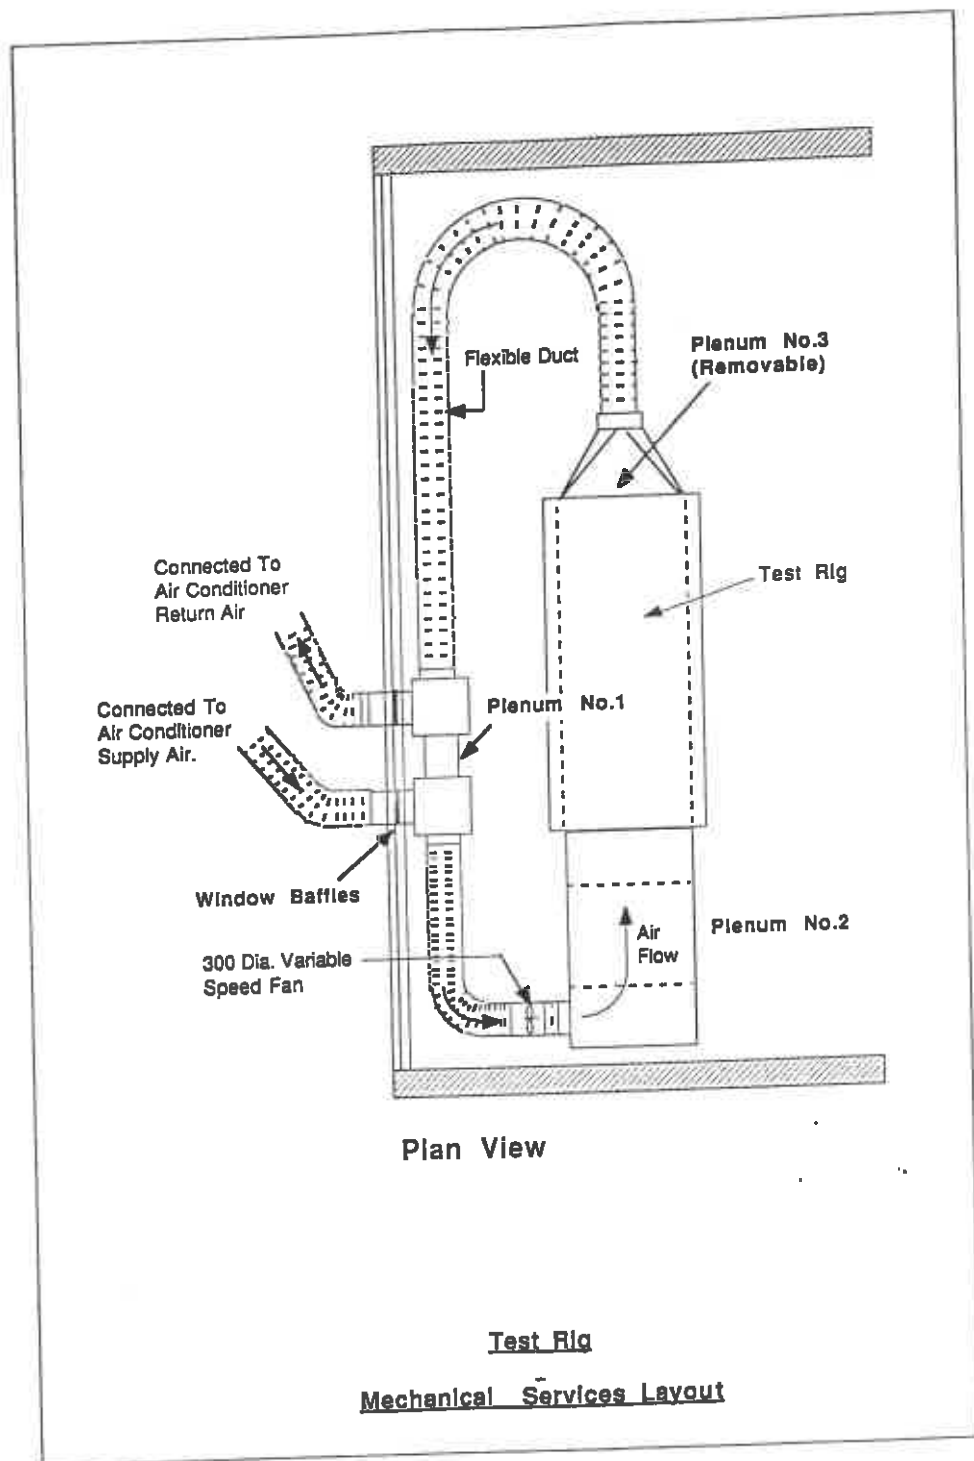 Plenum No.3
(Removable)
Flexible Duct
Connected To
Air Conditioner
Return Air
Test Rig
Connected To
Air Conditioner
Supply Air.
Plenum No.1
Window Baffles
Plenum No.2
Air
Flow
300 Dia. Variable
Speed Fan
Plan View
Test Rig
Mechanical Services Layout